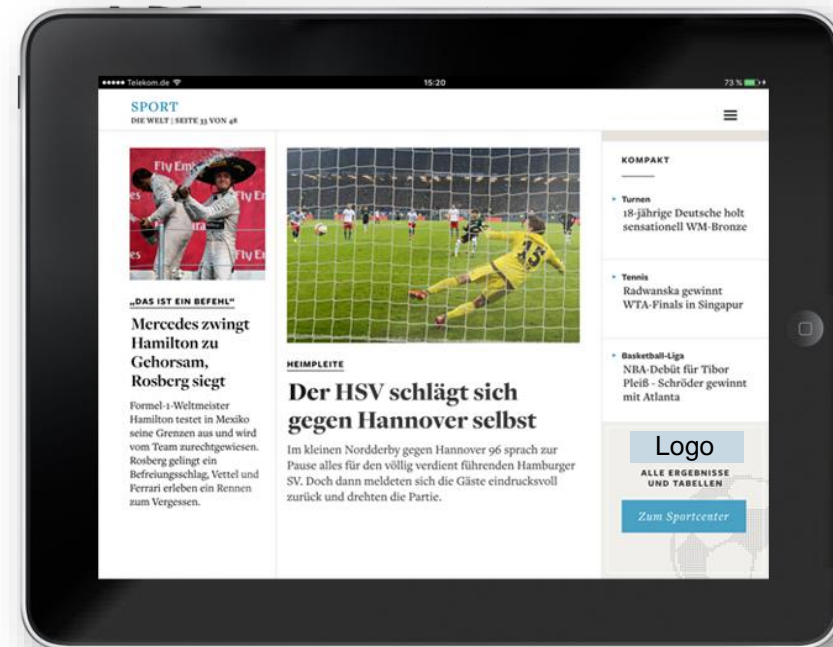 Telekom.de
15:20
73 %
SPORT
DIE WELT | SEITE 33 VON 48
Fly Emi
Fly E
„DAS IST EIN BEFEHL“
Mercedes zwingt
Hamilton zu
Gehorsam,
Rosberg siegt
Formel-1-Weltmeister
Hamilton testet in Mexiko
seine Grenzen aus und wird
vom Team zurechtgewiesen.
Rosberg gelingt ein
Befreiungsschlag, Vettel und
Ferrari erleben ein Rennen
zum Vergessen.
15
HEIMPLEITE
Der HSV schlägt sich
gegen Hannover selbst
Im kleinen Nordderby gegen Hannover 96 sprach zur
Pause alles für den völlig verdient führenden Hamburger
SV. Doch dann meldeten sich die Gäste eindrucksvoll
zurück und drehten die Partie.
KOMPAKT
Turnen
18-jährige Deutsche holt
sensationell WM-Bronze
Tennis
Radwanska gewinnt
WTA-Finals in Singapur
Basketball-Liga
NBA-Debüt für Tibor
Pleiß - Schröder gewinnt
mit Atlanta
Logo
ALLE ERGEBNISSE
UND TABELLEN
Zum Sportcenter